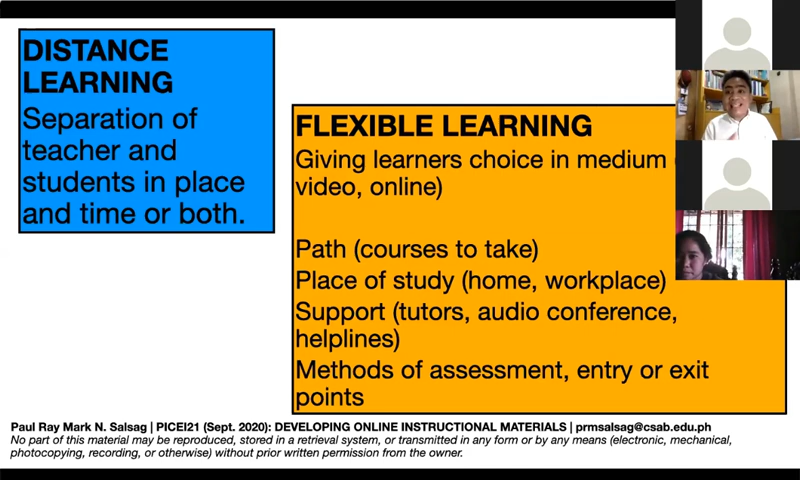 DISTANCE
LEARNING
Separation of
teacher and
students in place
and time or both.
FLEXIBLE LEARNING
Giving learners choice in medium
video, online)
Path (courses to take)
Place of study (home, workplace)
Support (tutors, audio conference,
helplines)
Methods of assessment, entry or exit
points
Paul Ray Mark N. Salsag | PICEI21 (Sept. 2020): DEVELOPING ONLINE INSTRUCTIONAL MATERIALS | prmsalsag@csab.edu.ph
No part of this material may be reproduced, stored in a retrieval system, or transmitted in any form or by any means (electronic, mechanical,
photocopying, recording, or otherwise) without prior written permission from the owner.